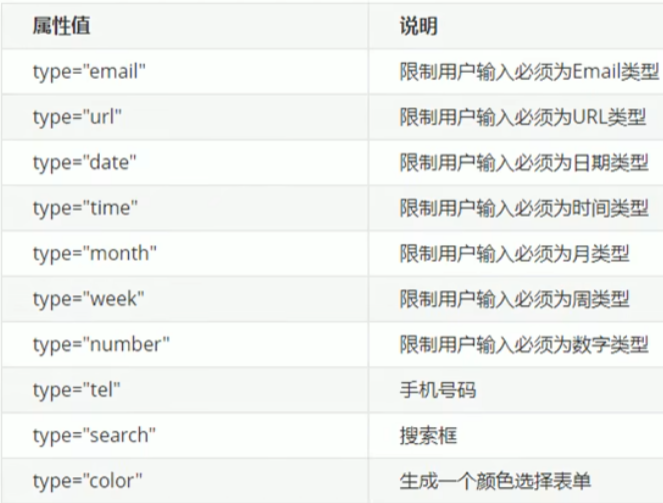 属性值 说明
type="email" 限制用户输入必须为Email类型
type="url" 限制用户输入必须为URL类型
type="date" 限制用户输入必须为日期类型
type="time" 限制用户输入必须为时间类型
type="month" 限制用户输入必须为月类型
type="week" 限制用户输入必须为周类型
type="number" 限制用户输入必须为数字类型
type="tel" 手机号码
type="search" 搜索框
type="color" 生成一个颜色选择表单